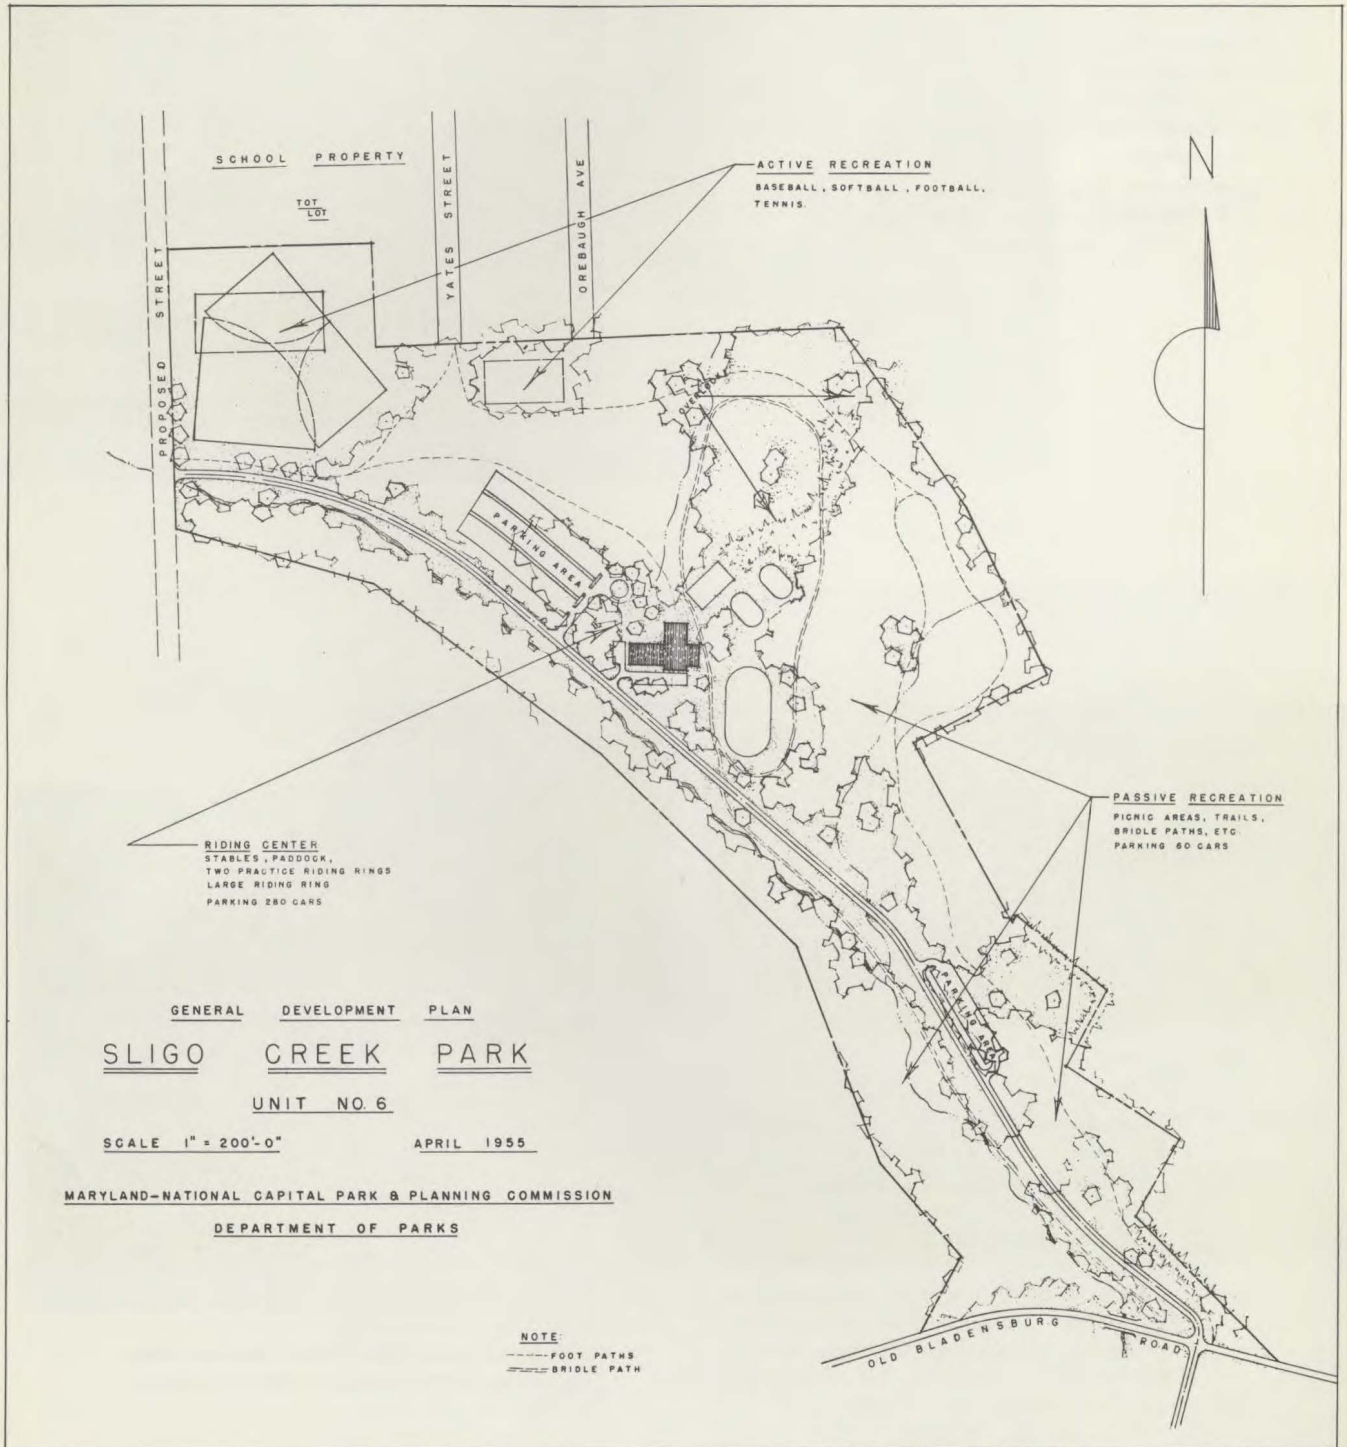 N
SCHOOL PROPERTY
TOT
LOT
PROPOSED STREET
YATES STREET
OREBAUGH AVE
ACTIVE RECREATION
BASEBALL, SOFTBALL, FOOTBALL,
TENNIS.
OVERLOOK
PARKING AREA
RIDING CENTER
STABLES, PADDOCK,
TWO PRACTICE RIDING RINGS
LARGE RIDING RING
PARKING 280 CARS
PASSIVE RECREATION
PICNIC AREAS, TRAILS,
BRIDLE PATHS, ETC.
PARKING 60 CARS
PARKING AREA
GENERAL DEVELOPMENT PLAN
SLIGO CREEK PARK
UNIT NO. 6
SCALE 1" = 200'-0" APRIL 1955
MARYLAND-NATIONAL CAPITAL PARK & PLANNING COMMISSION
DEPARTMENT OF PARKS
NOTE:
FOOT PATHS
BRIDLE PATH
OLD BLADENSBURG ROAD